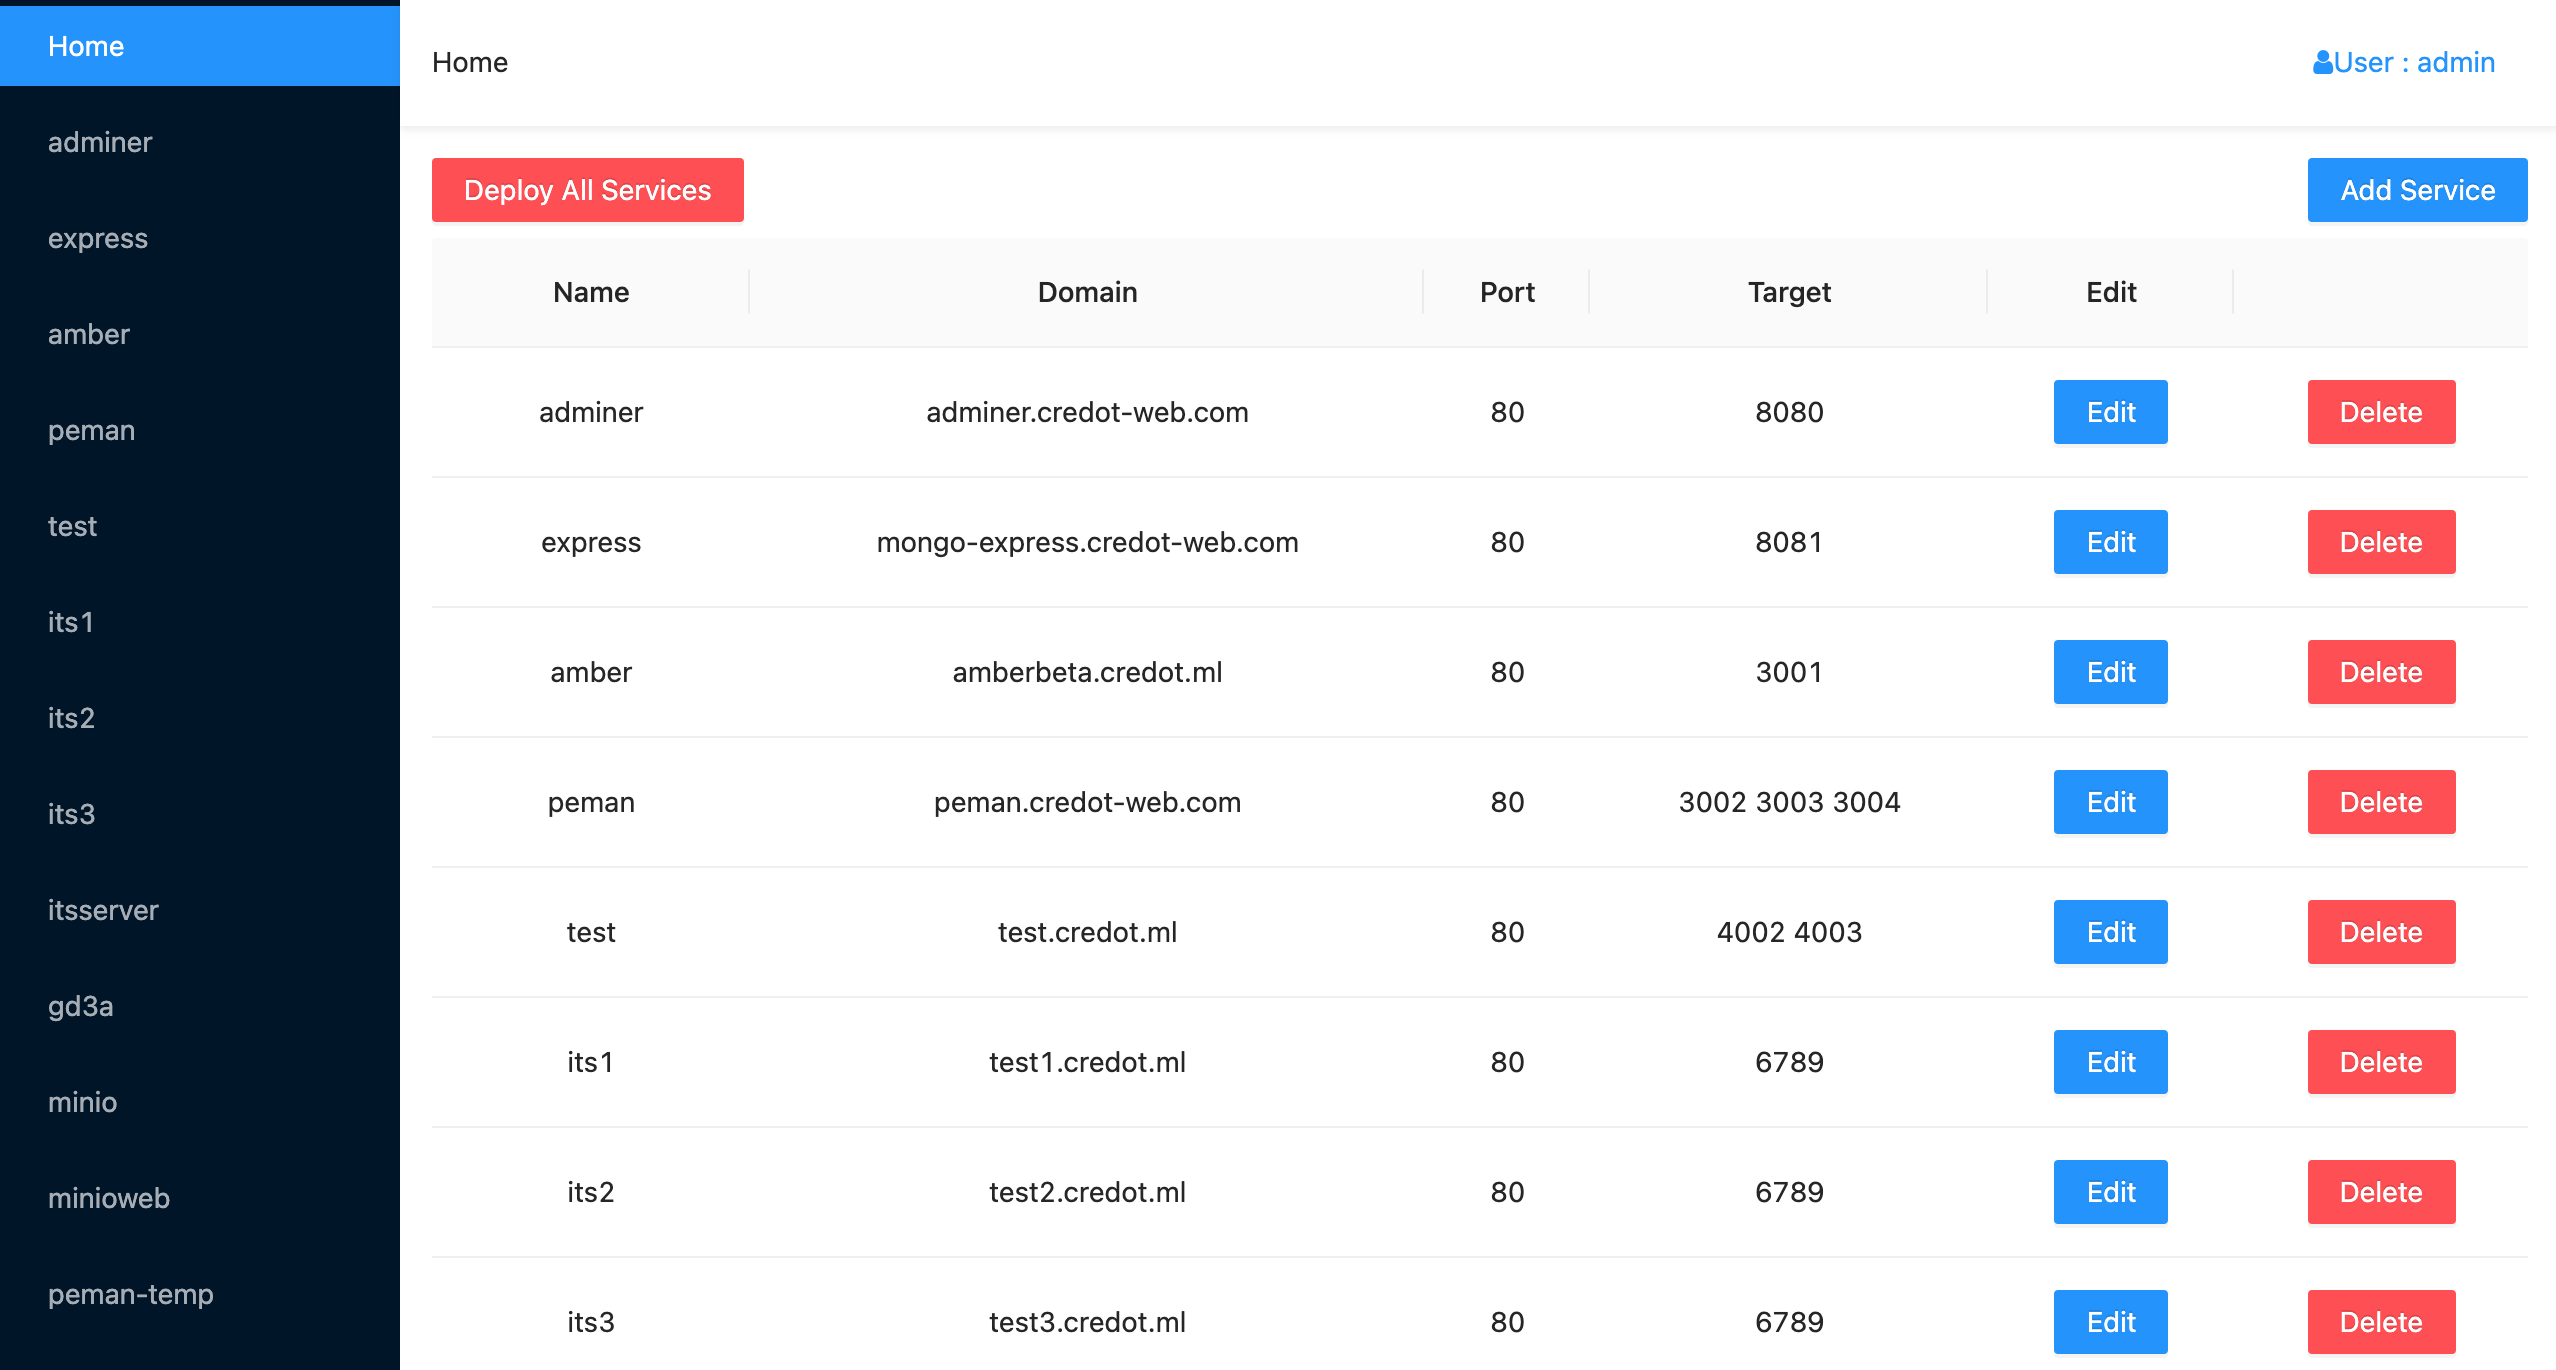 Home
adminer
express
amber
peman
test
its1
its2
its3
itsserver
gd3a
minio
minioweb
peman-temp
Home
User : admin
Deploy All Services
Add Service
Name Domain Port Target Edit
adminer adminer.credot-web.com 80 8080 Edit Delete
express mongo-express.credot-web.com 80 8081 Edit Delete
amber amberbeta.credot.ml 80 3001 Edit Delete
peman peman.credot-web.com 80 3002 3003 3004 Edit Delete
test test.credot.ml 80 4002 4003 Edit Delete
its1 test1.credot.ml 80 6789 Edit Delete
its2 test2.credot.ml 80 6789 Edit Delete
its3 test3.credot.ml 80 6789 Edit Delete